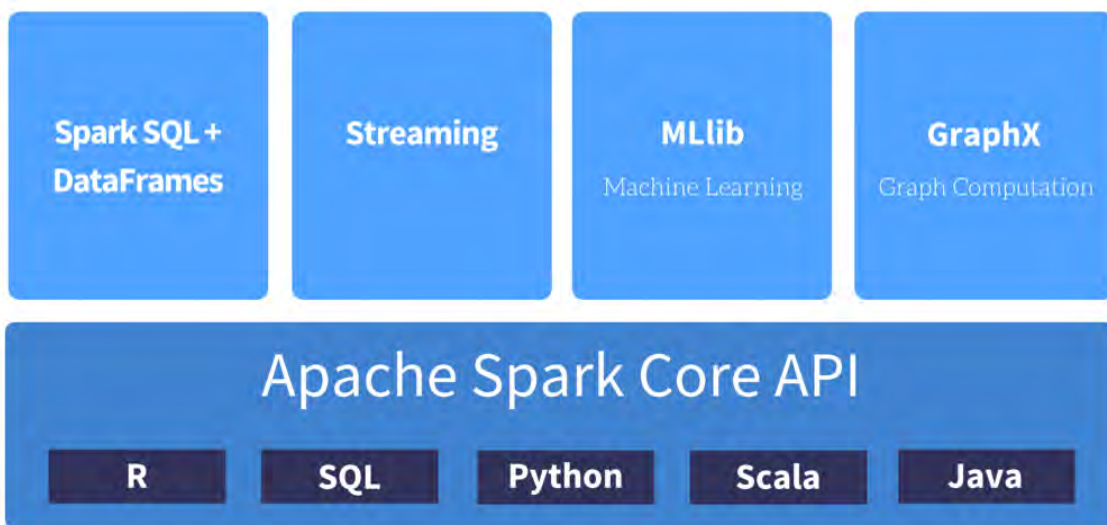 Spark SQL +
DataFrames
Streaming
MLlib
Machine Learning
GraphX
Graph Computation
Apache Spark Core API
R
SQL
Python
Scala
Java